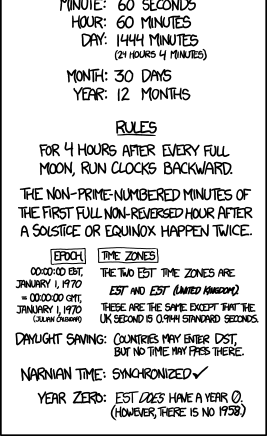 MINUTE: 60 SECONDS
HOUR: 60 MINUTES
DAY: 1444 MINUTES
(24 HOURS 4 MINUTES)
MONTH: 30 DAYS
YEAR: 12 MONTHS
RULES
FOR 4 HOURS AFTER EVERY FULL
MOON, RUN CLOCKS BACKWARD.
THE NON-PRIME-NUMBERED MINUTES OF
THE FIRST FULL NON-REVERSED HOUR AFTER
A SOLSTICE OR EQUINOX HAPPEN TWICE.
EPOCH
00:00:00 EST,
JANUARY 1, 1970
= 00:00:00 GMT,
JANUARY 1, 1970
(JULIAN CALENDAR)
TIME ZONES
THE TWO EST TIME ZONES ARE
EST AND EST (UNITED KINGDOM)
THESE ARE THE SAME EXCEPT THAT THE
UK SECOND IS 0.9144 STANDARD SECONDS.
DAYLIGHT SAVING: COUNTRIES MAY ENTER DST,
BUT NO TIME MAY PASS THERE.
NARNIAN TIME: SYNCHRONIZED ✓
YEAR ZERO: EST DOES HAVE A YEAR 0.
(HOWEVER, THERE IS NO 1958.)